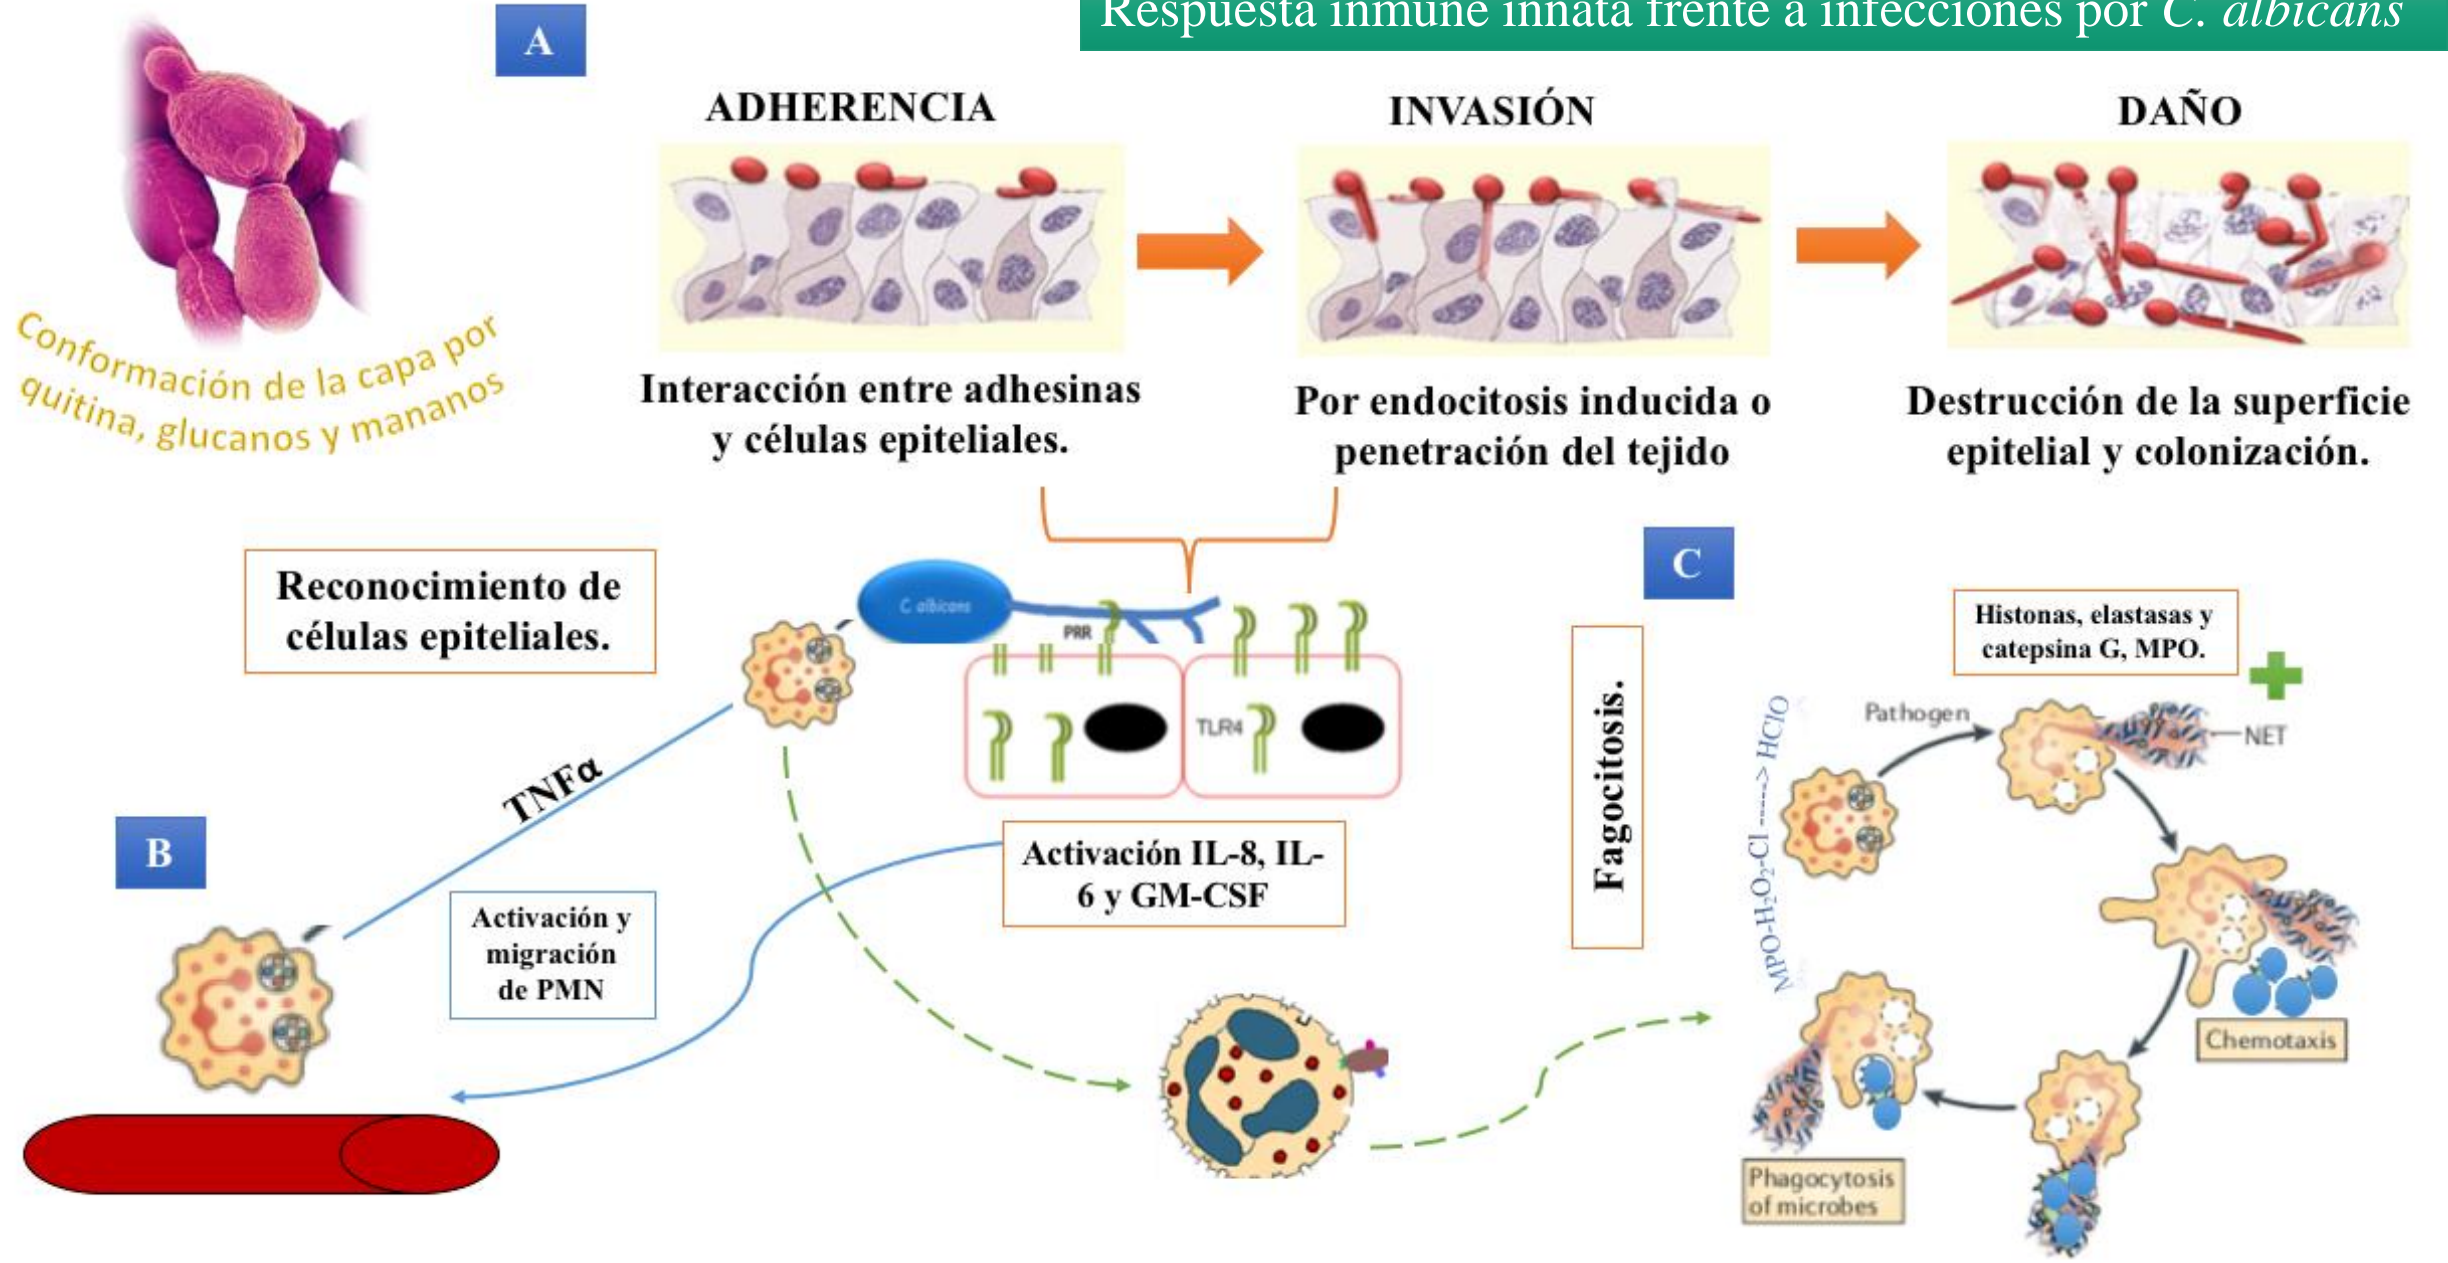 Respuesta inmune innata frente a infecciones por C. albicans
A
ADHERENCIA
INVASIÓN
DAÑO
Conformación de la capa por
quitina, glucanos y mananos
Interacción entre adhesinas
y células epiteliales.
Por endocitosis inducida o
penetración del tejido
Destrucción de la superficie
epitelial y colonización.
Reconocimiento de
células epiteliales.
C. albicans
PRR
TLR4
TNFα
B
Activación y
migración
de PMN
Activación IL-8, IL-
6 y GM-CSF
C
Fagocitosis.
Histonas, elastasas y
catepsina G, MPO.
MPO-H₂O₂-Cl -----> HClO
Pathogen
NET
Chemotaxis
Phagocytosis
of microbes